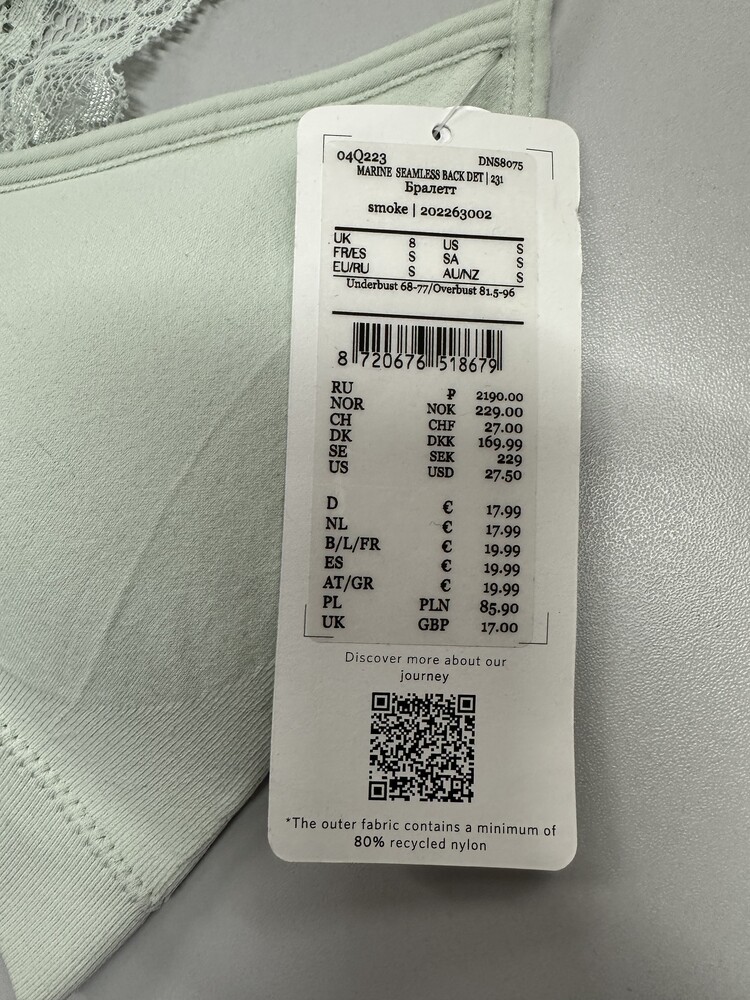 04Q223 DNS8075
MARINE SEAMLESS BACK DET | 231
Бралетт
smoke | 202263002
UK 8 US S
FR/ES S SA S
EU/RU S AU/NZ S
Underbust 68-77/Overbust 81.5-96
8 720676 518679
RU ₽ 2190.00
NOR NOK 229.00
CH CHF 27.00
DK DKK 169.99
SE SEK 229
US USD 27.50
D € 17.99
NL € 17.99
B/L/FR € 19.99
ES € 19.99
AT/GR € 19.99
PL PLN 85.90
UK GBP 17.00
Discover more about our
journey
*The outer fabric contains a minimum of
80% recycled nylon